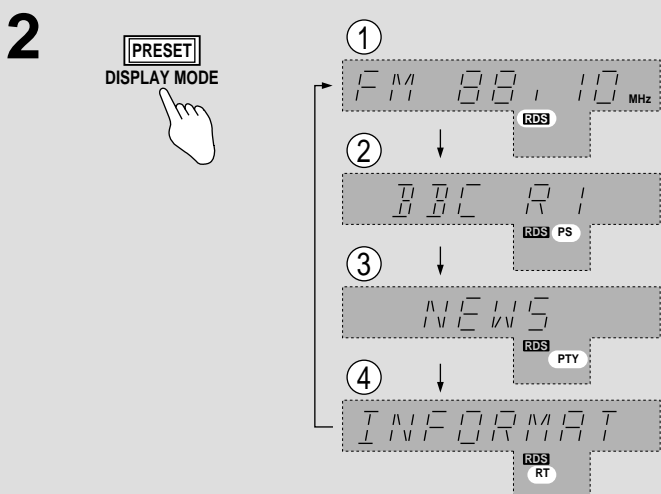 2
PRESET
DISPLAY MODE
1
FM 88.10 MHz
RDS
2
BBC R1
RDS PS
3
NEWS
RDS
PTY
4
INFORMAT
RDS
RT